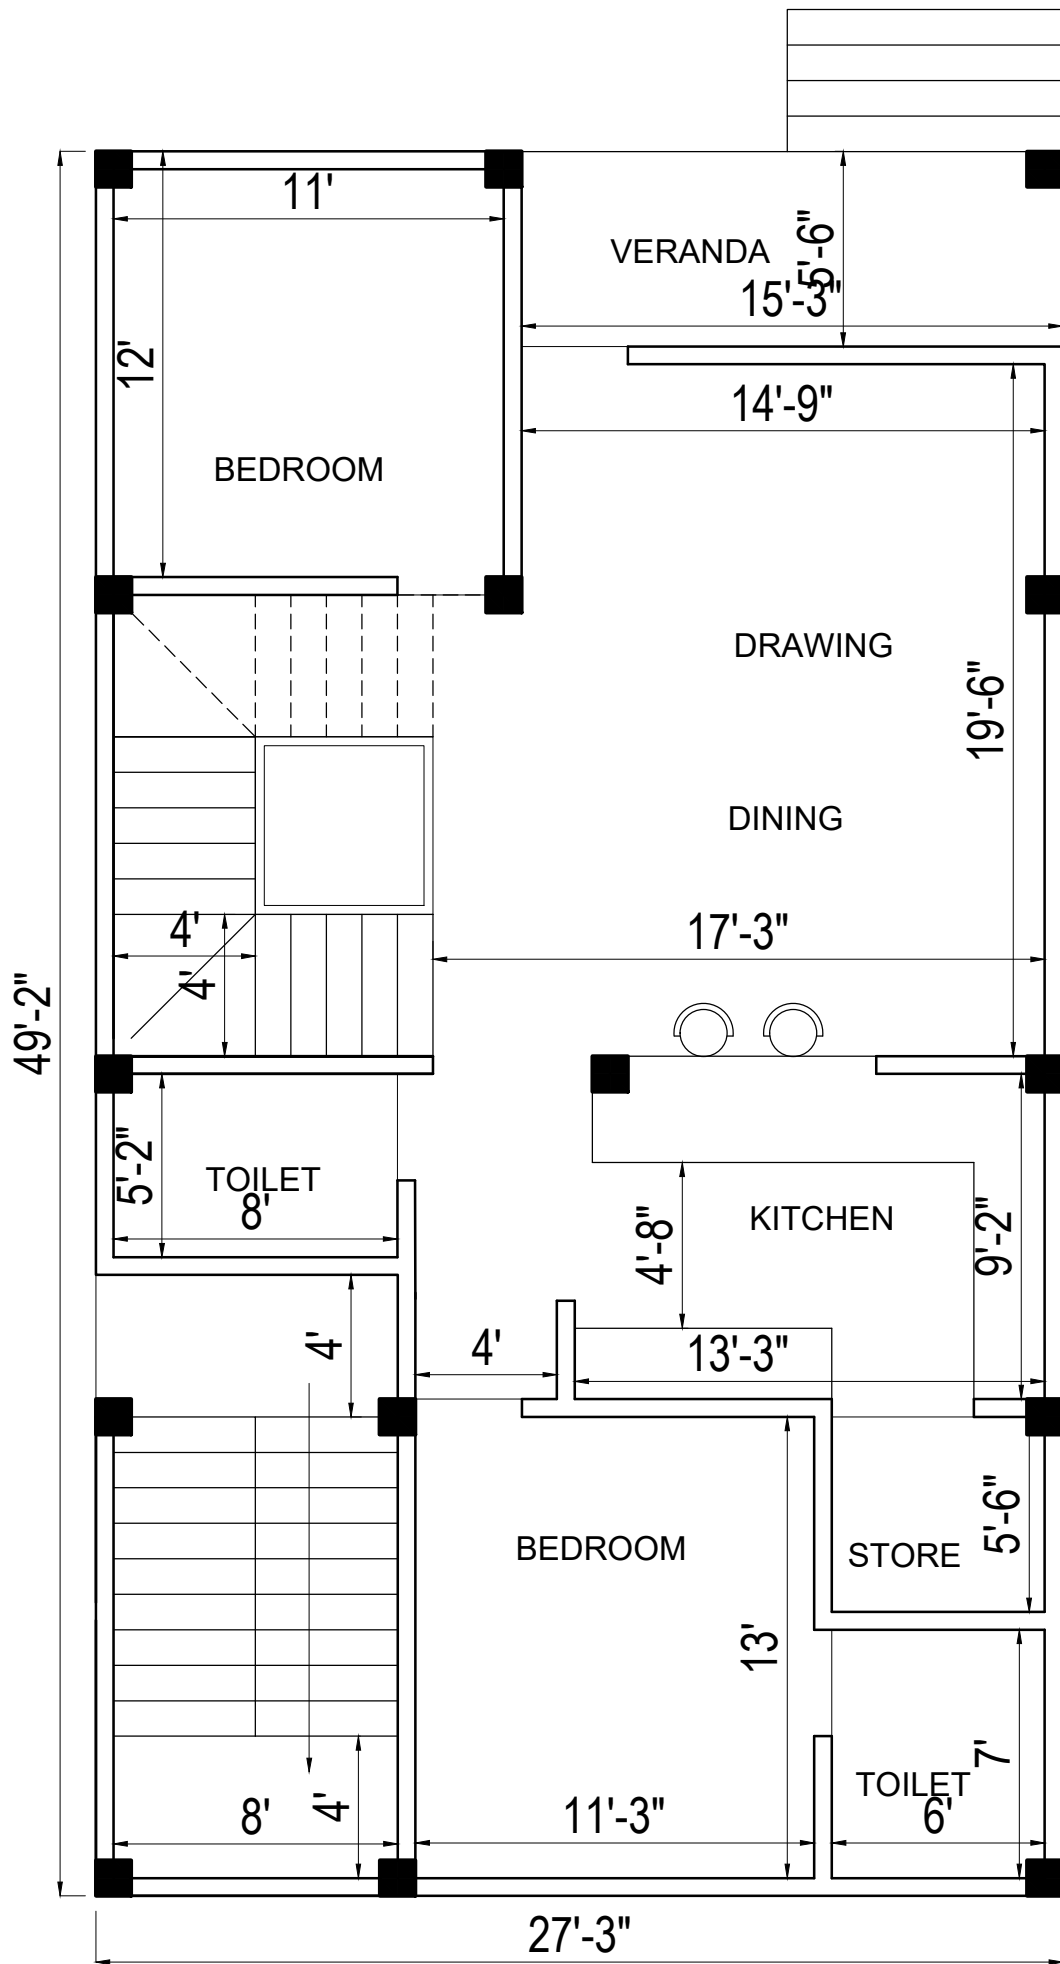 11'
VERANDA
5'-6"
15'-3"
12'
14'-9"
BEDROOM
DRAWING
19'-6"
DINING
4'
17'-3"
4'
49'-2"
5'-2"
TOILET
8'
KITCHEN
4'-8"
9'-2"
4'
4'
13'-3"
BEDROOM
STORE
5'-6"
13'
7'
TOILET
8'
4'
11'-3"
6'
27'-3"